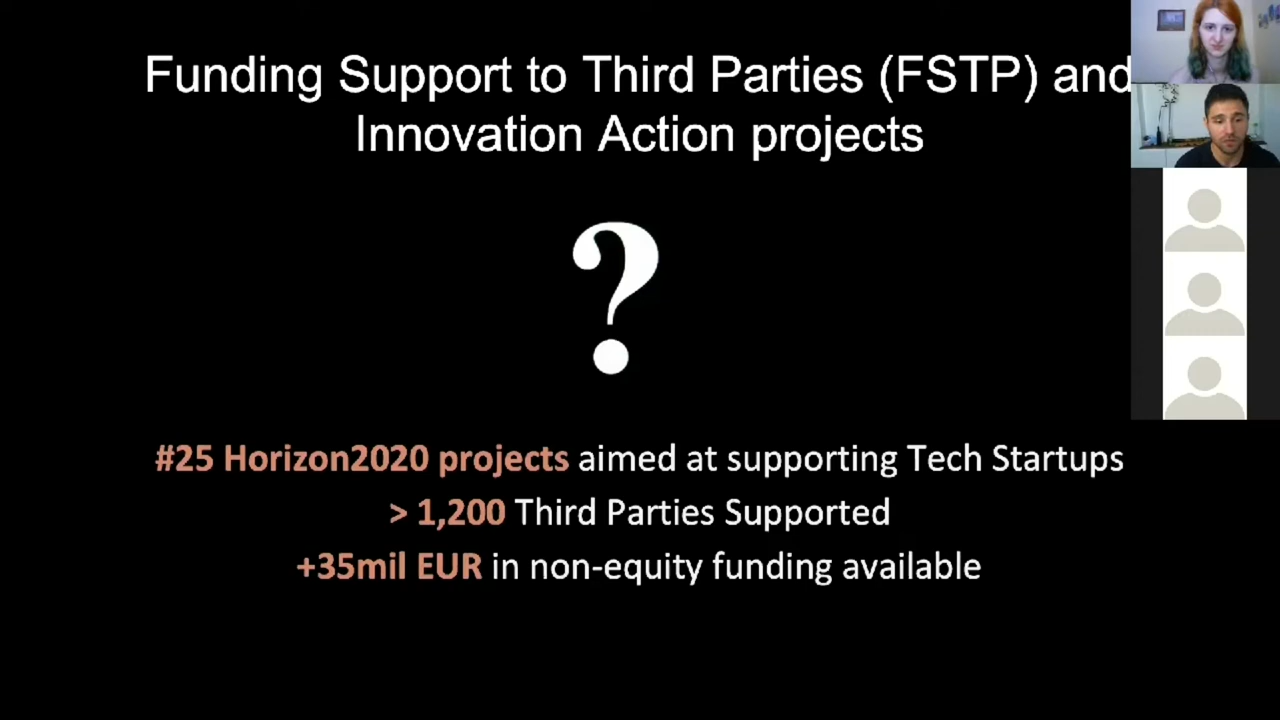 Funding Support to Third Parties (FSTP) and
Innovation Action projects
?
#25 Horizon2020 projects aimed at supporting Tech Startups
> 1,200 Third Parties Supported
+35mil EUR in non-equity funding available